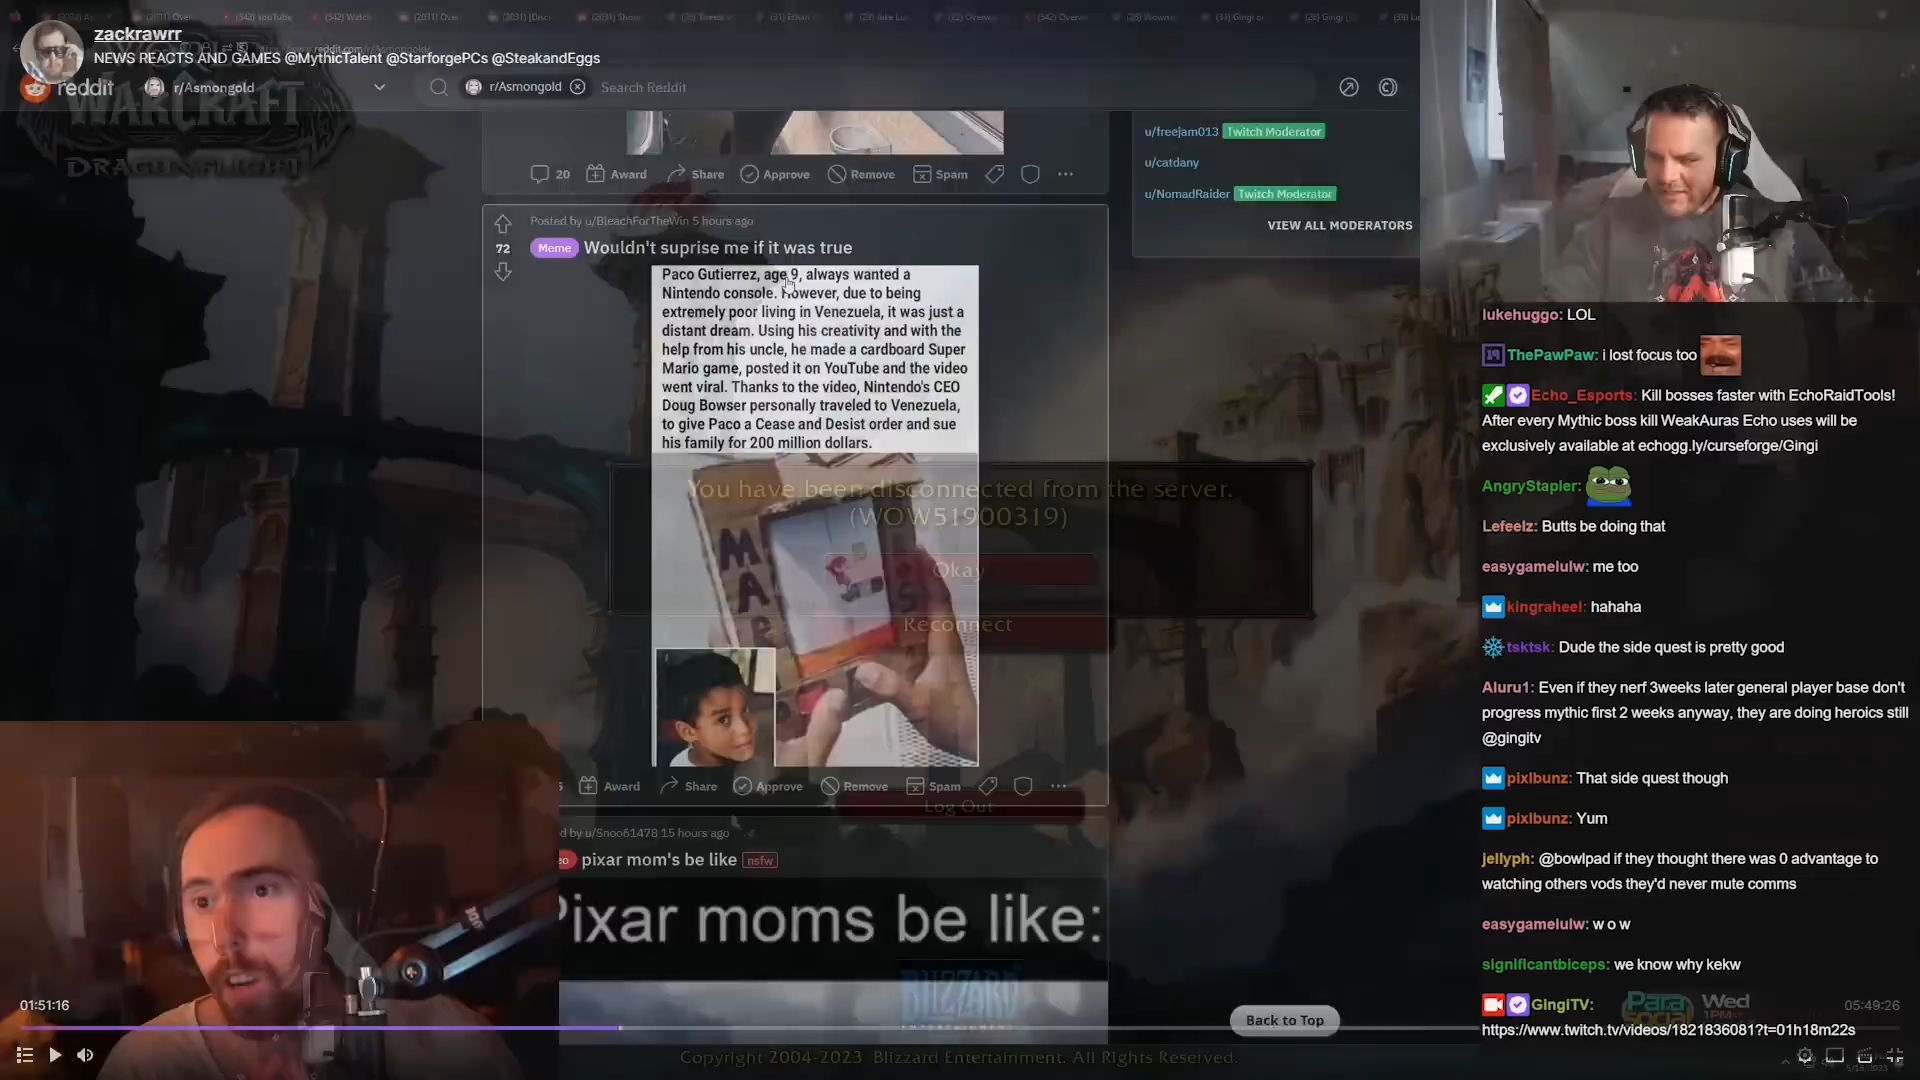 zackrawrr
NEWS REACTS AND GAMES @MythicTalent @StarforgePCs @SteakandEggs
WARCRAFT
DRAGONFLIGHT
reddit
r/Asmongold
r/Asmongold
Search Reddit
20
Award
Share
Approve
Remove
Spam
u/freejam013 Twitch Moderator
u/catdany
u/NomadRaider Twitch Moderator
VIEW ALL MODERATORS
Posted by u/BleachForTheWin 5 hours ago
72
Meme Wouldn't suprise me if it was true
Paco Gutierrez, age 9, always wanted a
Nintendo console. However, due to being
extremely poor living in Venezuela, it was just a
distant dream. Using his creativity and with the
help from his uncle, he made a cardboard Super
Mario game, posted it on YouTube and the video
went viral. Thanks to the video, Nintendo's CEO
Doug Bowser personally traveled to Venezuela,
to give Paco a Cease and Desist order and sue
his family for 200 million dollars.
You have been disconnected from the server.
(WOW51900319)
Okay
Reconnect
Award
Share
Approve
Remove
Spam
Log Out
u/Snoo61478 15 hours ago
pixar mom's be like nsfw
Pixar moms be like:
BLIZZARD
ENTERTAINMENT
Back to Top
Copyright 2004-2023 Blizzard Entertainment. All Rights Reserved.
01:51:16
lukehuggo: LOL
ThePawPaw: i lost focus too
Echo_Esports: Kill bosses faster with EchoRaidTools!
After every Mythic boss kill WeakAuras Echo uses will be
exclusively available at echogg.ly/curseforge/Gingi
AngryStapler:
Lefeelz: Butts be doing that
easygamelulw: me too
kingraheel: hahaha
tsktsk: Dude the side quest is pretty good
Aluru1: Even if they nerf 3weeks later general player base don't
progress mythic first 2 weeks anyway, they are doing heroics still
@gingitv
pixlbunz: That side quest though
pixlbunz: Yum
jellyph: @bowlpad if they thought there was 0 advantage to
watching others vods they'd never mute comms
easygamelulw: w o w
significantbiceps: we know why kekw
GingiTV:
https://www.twitch.tv/videos/1821836081?t=01h18m22s
Para
Social
Wed
1PM
05:49:26